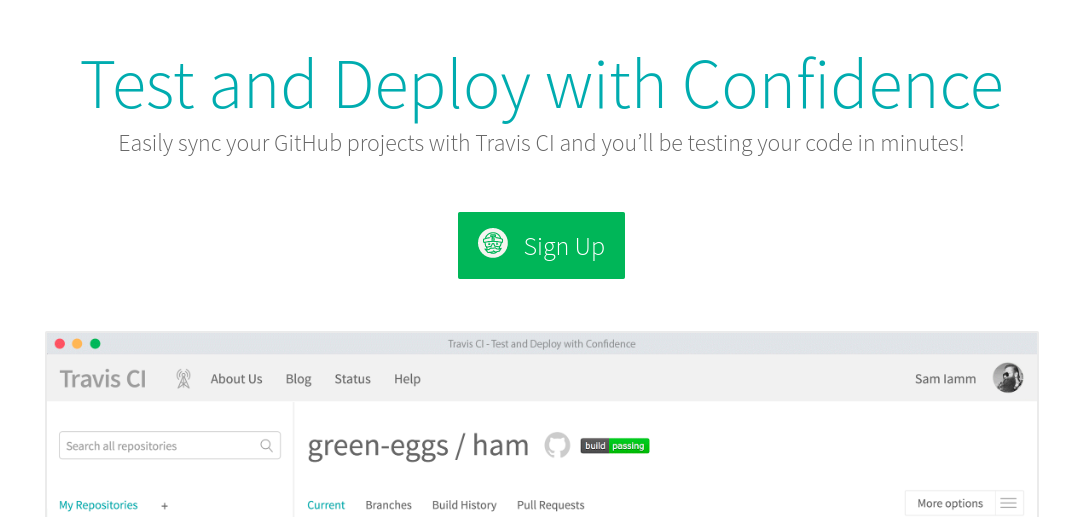 Test and Deploy with Confidence
Easily sync your GitHub projects with Travis CI and you’ll be testing your code in minutes!
Sign Up
Travis CI - Test and Deploy with Confidence
Travis CI About Us Blog Status Help Sam Iamm
Search all repositories
green-eggs / ham build passing
My Repositories +
Current Branches Build History Pull Requests More options